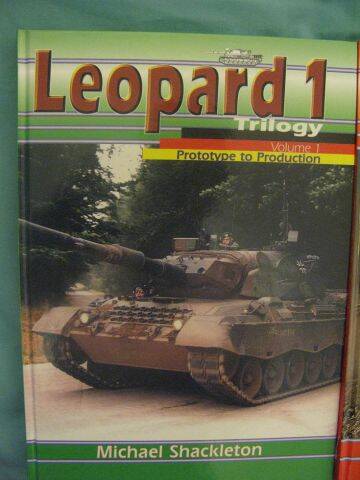 Leopard 1
Trilogy
Volume 1
Prototype to Production
Michael Shackleton